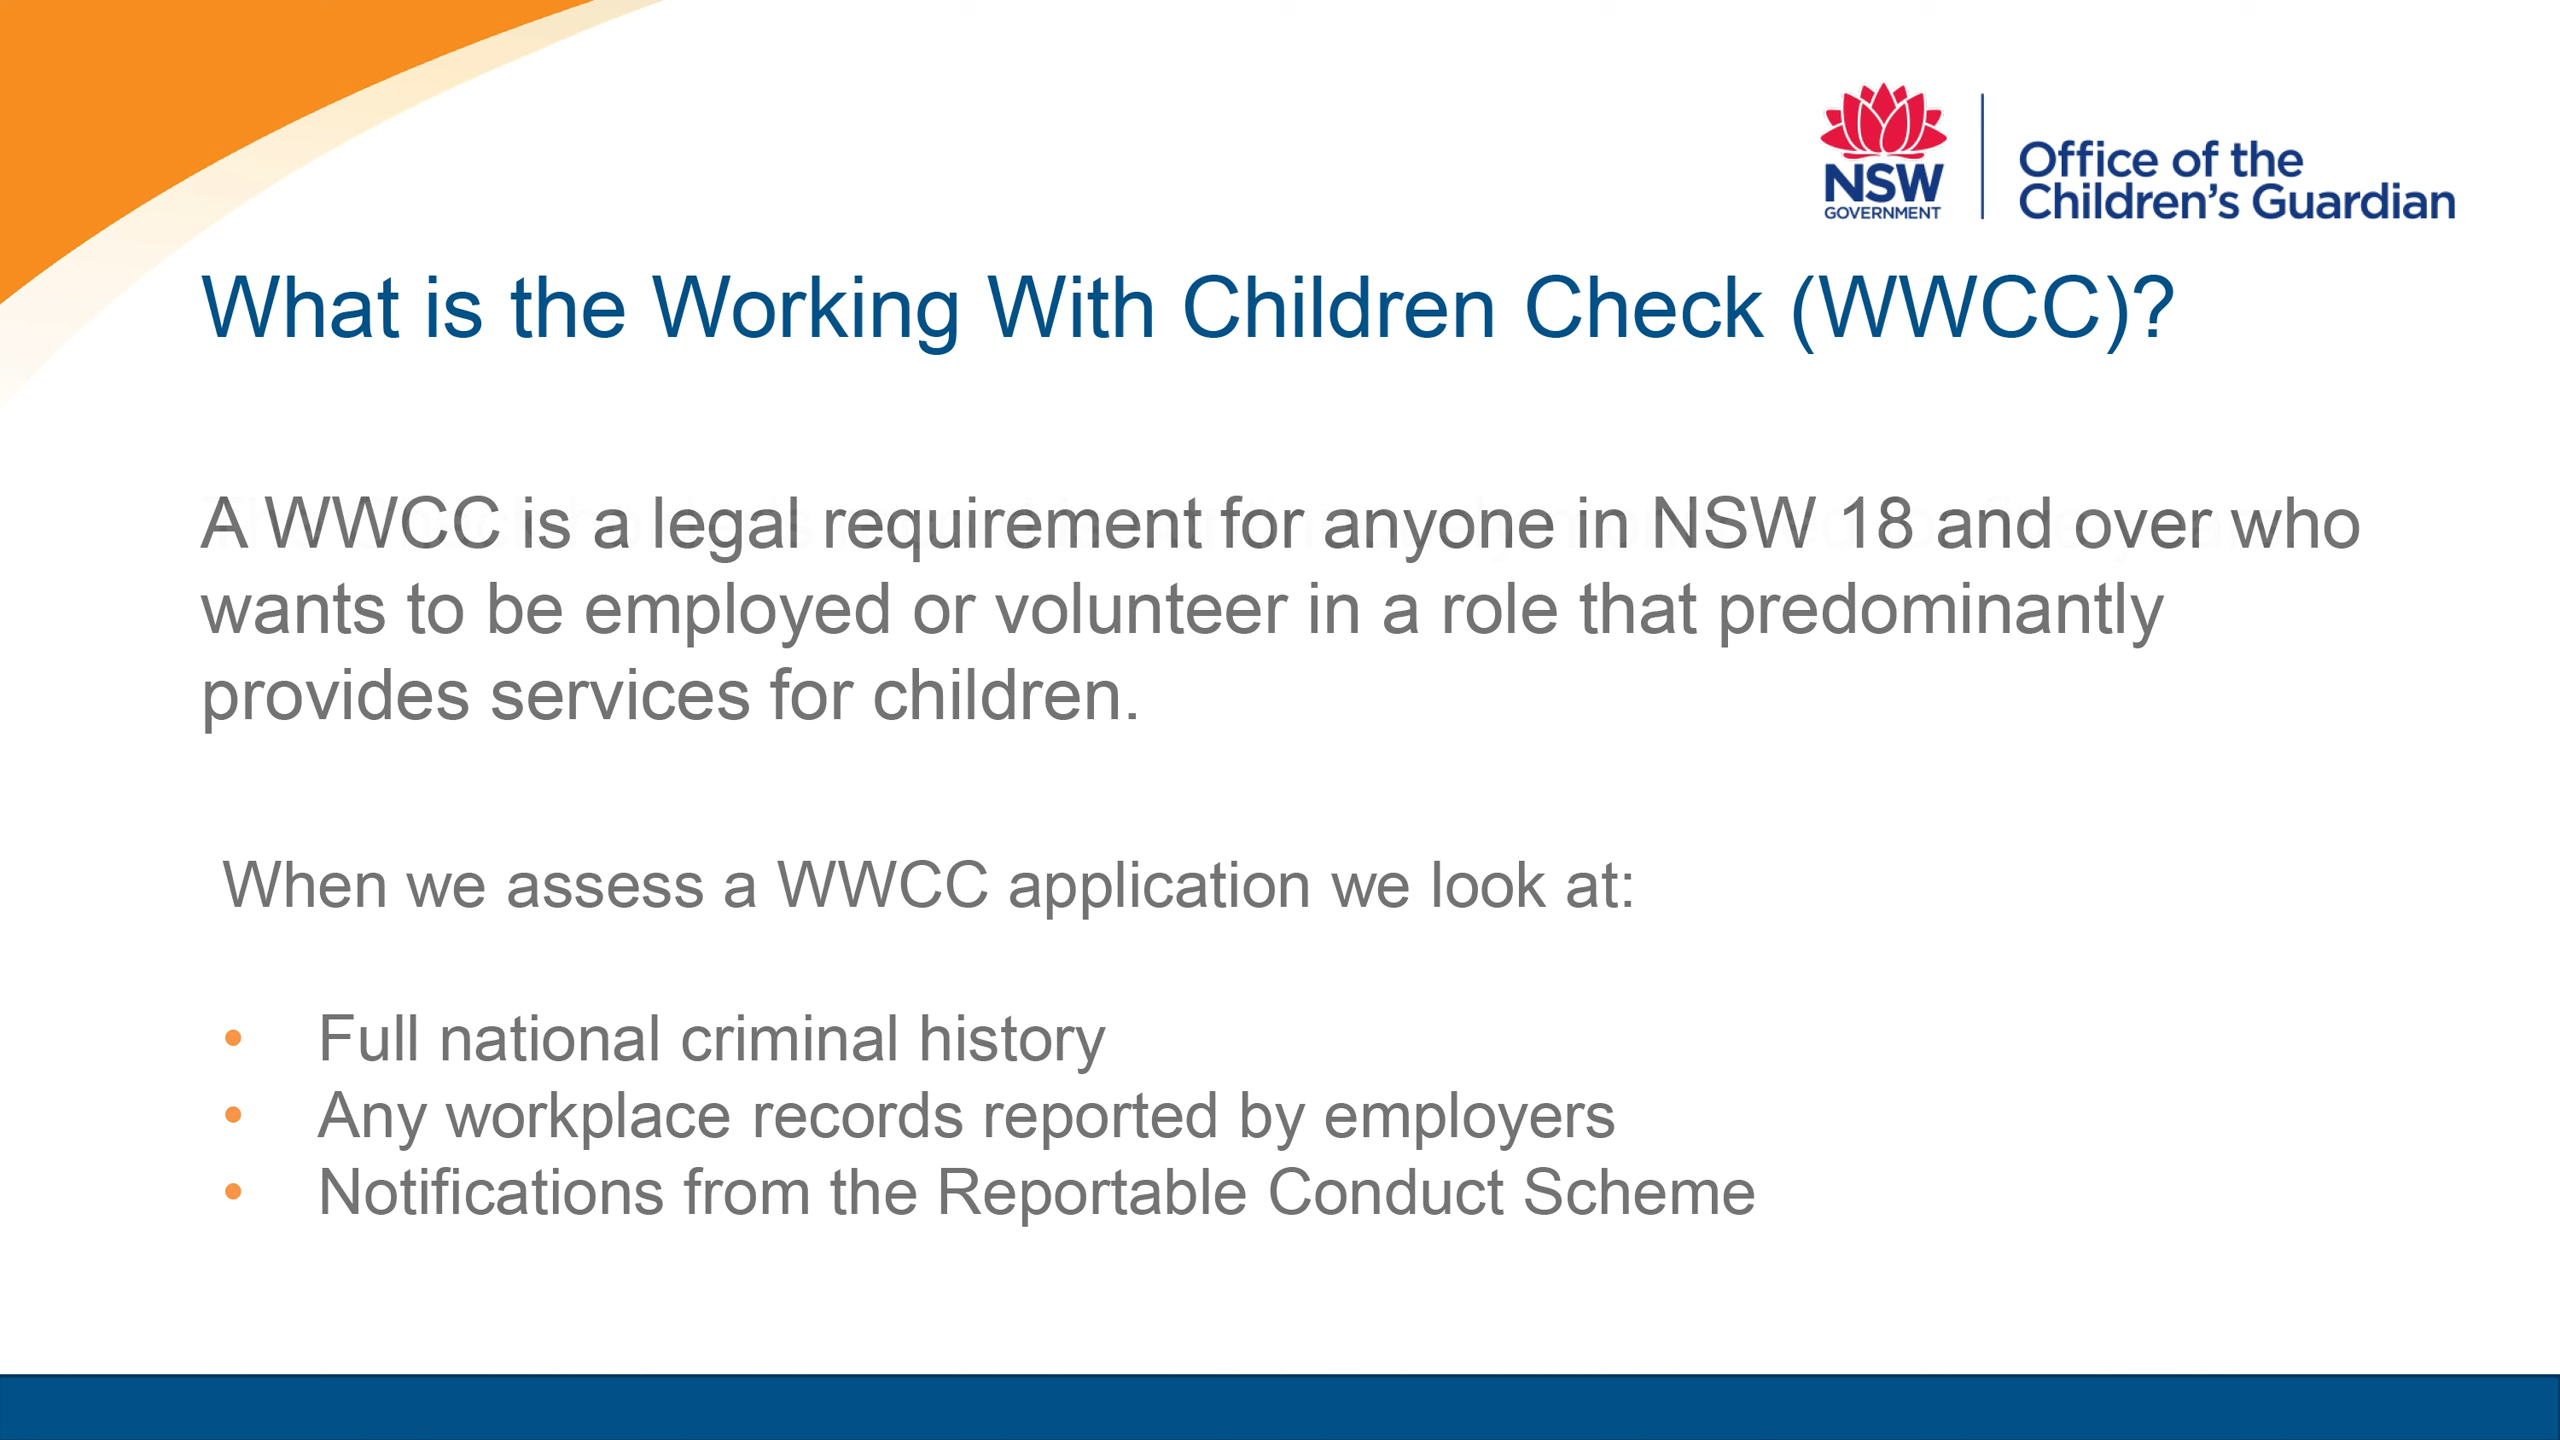 NSW
GOVERNMENT
Office of the
Children's Guardian
What is the Working With Children Check (WWCC)?
A WWCC is a legal requirement for anyone in NSW 18 and over who
wants to be employed or volunteer in a role that predominantly
provides services for children.
When we assess a WWCC application we look at:
• Full national criminal history
• Any workplace records reported by employers
• Notifications from the Reportable Conduct Scheme